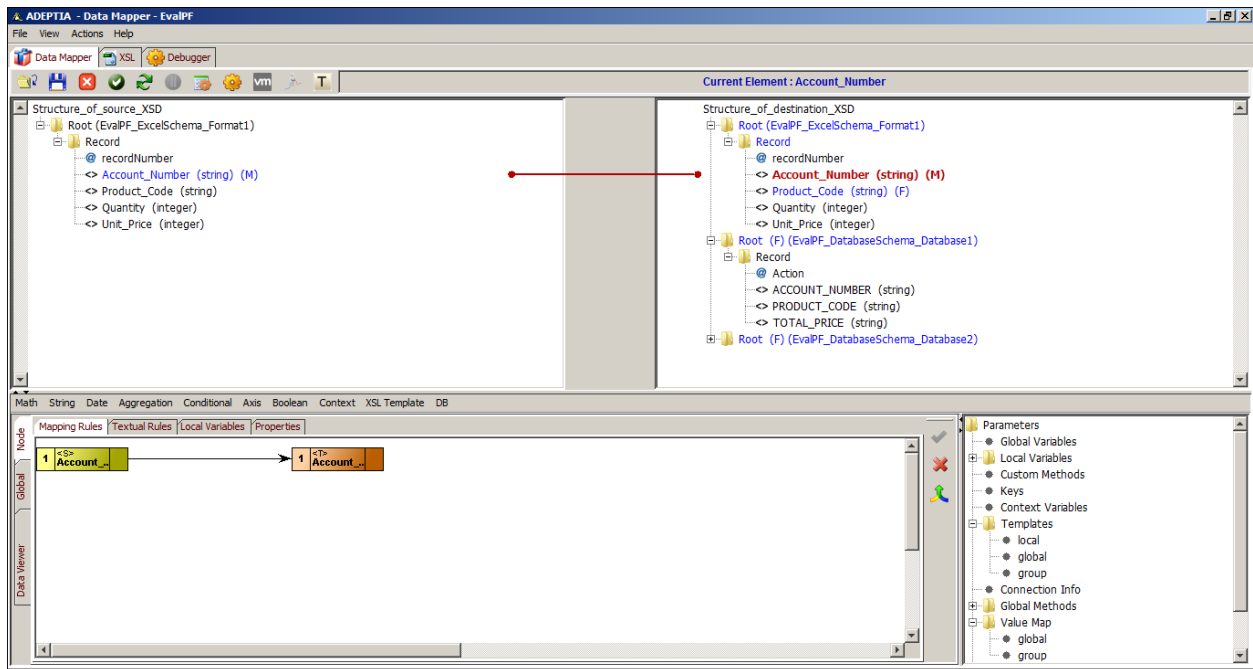 ADEPTIA - Data Mapper - EvalPF
File View Actions Help
Data Mapper XSL Debugger
vm T Current Element : Account_Number
Structure_of_source_XSD
Root (EvalPF_ExcelSchema_Format1)
Record
@ recordNumber
<> Account_Number (string) (M)
<> Product_Code (string)
<> Quantity (integer)
<> Unit_Price (integer)
Structure_of_destination_XSD
Root (EvalPF_ExcelSchema_Format1)
Record
@ recordNumber
<> Account_Number (string) (M)
<> Product_Code (string) (F)
<> Quantity (integer)
<> Unit_Price (integer)
Root (F) (EvalPF_DatabaseSchema_Database1)
Record
@ Action
<> ACCOUNT_NUMBER (string)
<> PRODUCT_CODE (string)
<> TOTAL_PRICE (string)
Root (F) (EvalPF_DatabaseSchema_Database2)
Math String Date Aggregation Conditional Axis Boolean Context XSL Template DB
Node
Global
Data Viewer
Mapping Rules Textual Rules Local Variables Properties
1 <S> Account_..
1 <T> Account_..
Parameters
Global Variables
Local Variables
Custom Methods
Keys
Context Variables
Templates
local
global
group
Connection Info
Global Methods
Value Map
global
group